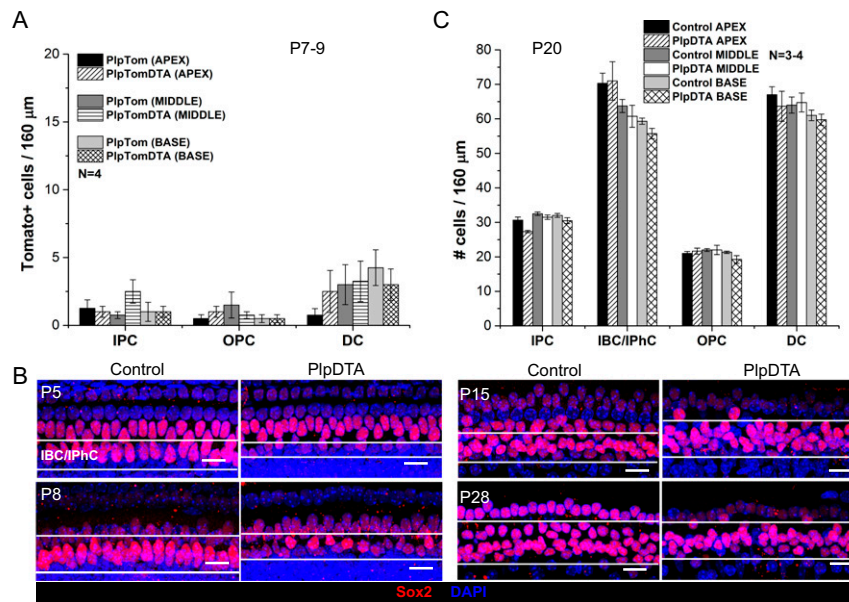 A
P7-9
20
15
10
5
0
Tomato+ cells / 160 µm
PlpTom (APEX)
PlpTomDTA (APEX)
PlpTom (MIDDLE)
PlpTomDTA (MIDDLE)
PlpTom (BASE)
PlpTomDTA (BASE)
N=4
IPC OPC DC
C
P20
80
70
60
50
40
30
20
10
0
# cells / 160 µm
Control APEX
PlpDTA APEX
Control MIDDLE
PlpDTA MIDDLE
Control BASE
PlpDTA BASE
N=3-4
IPC IBC/IPhC OPC DC
B
Control PlpDTA Control PlpDTA
P5
IBC/IPhC
P8
P15
P28
Sox2 DAPI